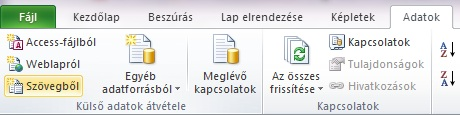 Fájl Kezdőlap Beszúrás Lap elrendezése Képletek Adatok
Access-fájlból
Weblapról
Szövegből
Egyéb
adatforrásból
Meglévő
kapcsolatok
Külső adatok átvétele
Az összes
frissítése
Kapcsolatok
Tulajdonságok
Hivatkozások
Kapcsolatok
A
Z
Z
A